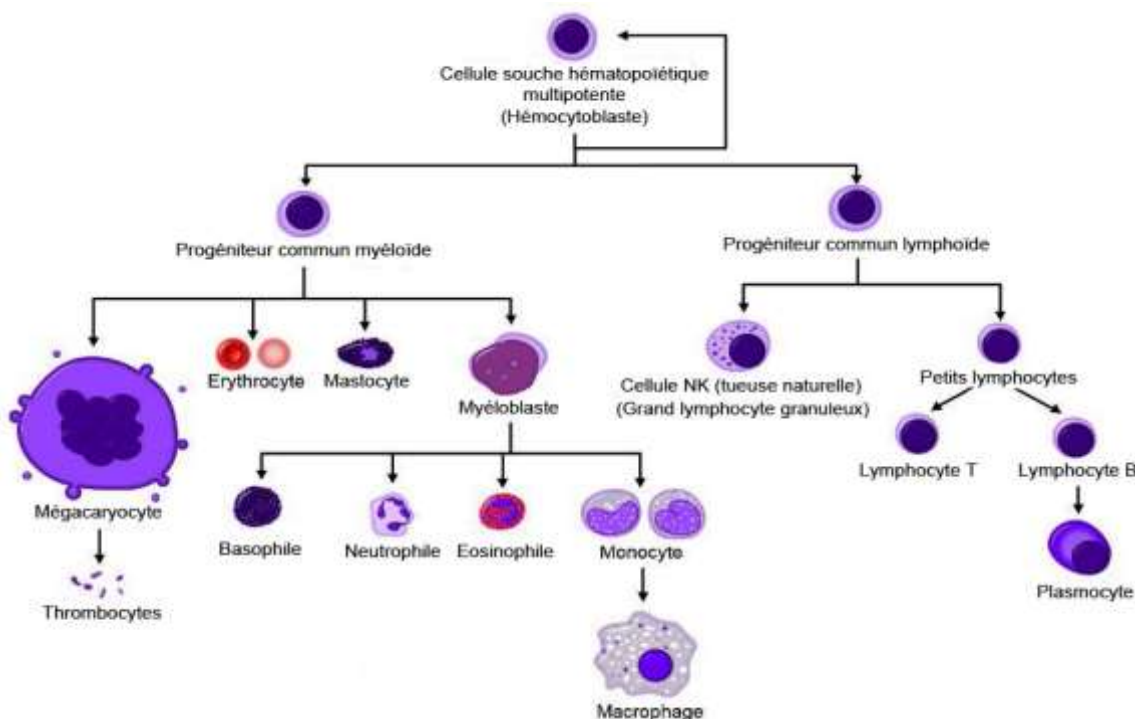 Cellule souche hématopoïétique
multipotente
(Hémocytoblaste)
Progéniteur commun myéloïde
Progéniteur commun lymphoïde
Erythrocyte
Mastocyte
Myéloblaste
Cellule NK (tueuse naturelle)
(Grand lymphocyte granuleux)
Petits lymphocytes
Lymphocyte T
Lymphocyte B
Mégacaryocyte
Basophile
Neutrophile
Eosinophile
Monocyte
Plasmocyte
Thrombocytes
Macrophage